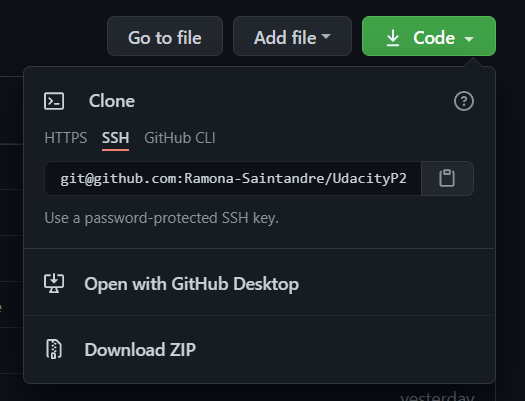 Go to file Add file Code
Clone
HTTPS SSH GitHub CLI
git@github.com:Ramona-Saintandre/UdacityP2
Use a password-protected SSH key.
Open with GitHub Desktop
Download ZIP
yesterday